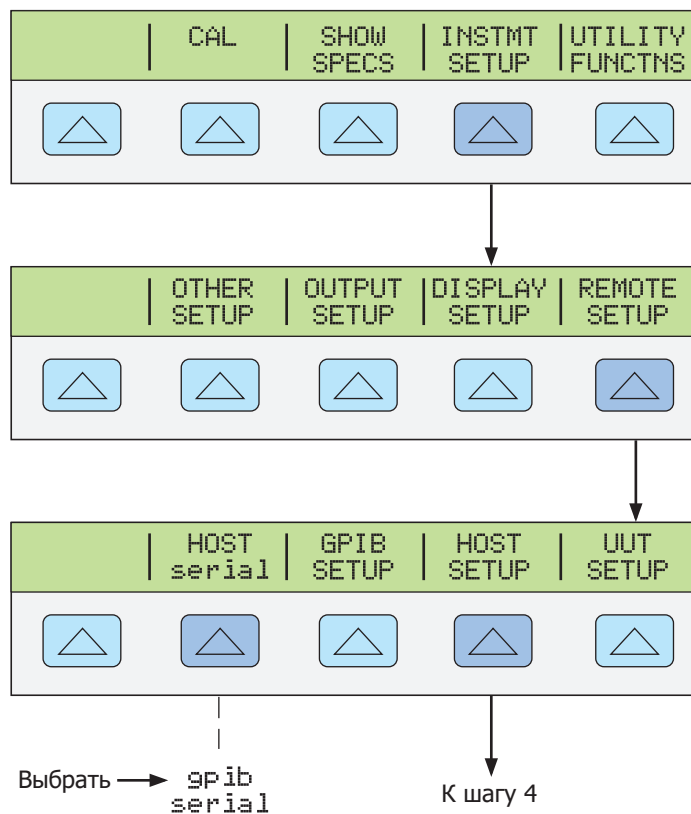 CAL | SHOW | INSTMT | UTILITY
SPECS | SETUP | FUNCTNS
OTHER | OUTPUT | DISPLAY | REMOTE
SETUP | SETUP | SETUP | SETUP
HOST | GPIB | HOST | UUT
serial | SETUP | SETUP | SETUP
Выбрать gpib
serial
К шагу 4